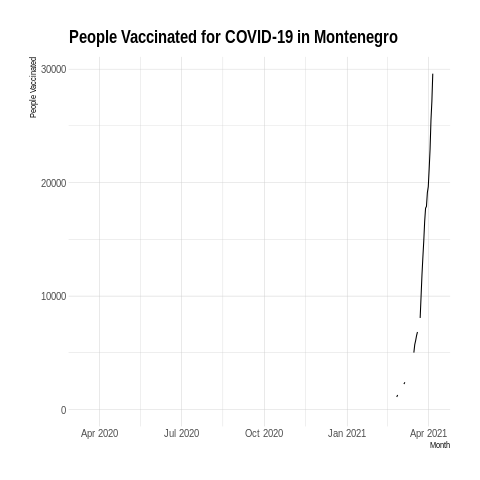 People Vaccinated for COVID-19 in Montenegro
People Vaccinated
30000
20000
10000
0
Apr 2020 Jul 2020 Oct 2020 Jan 2021 Apr 2021
Month